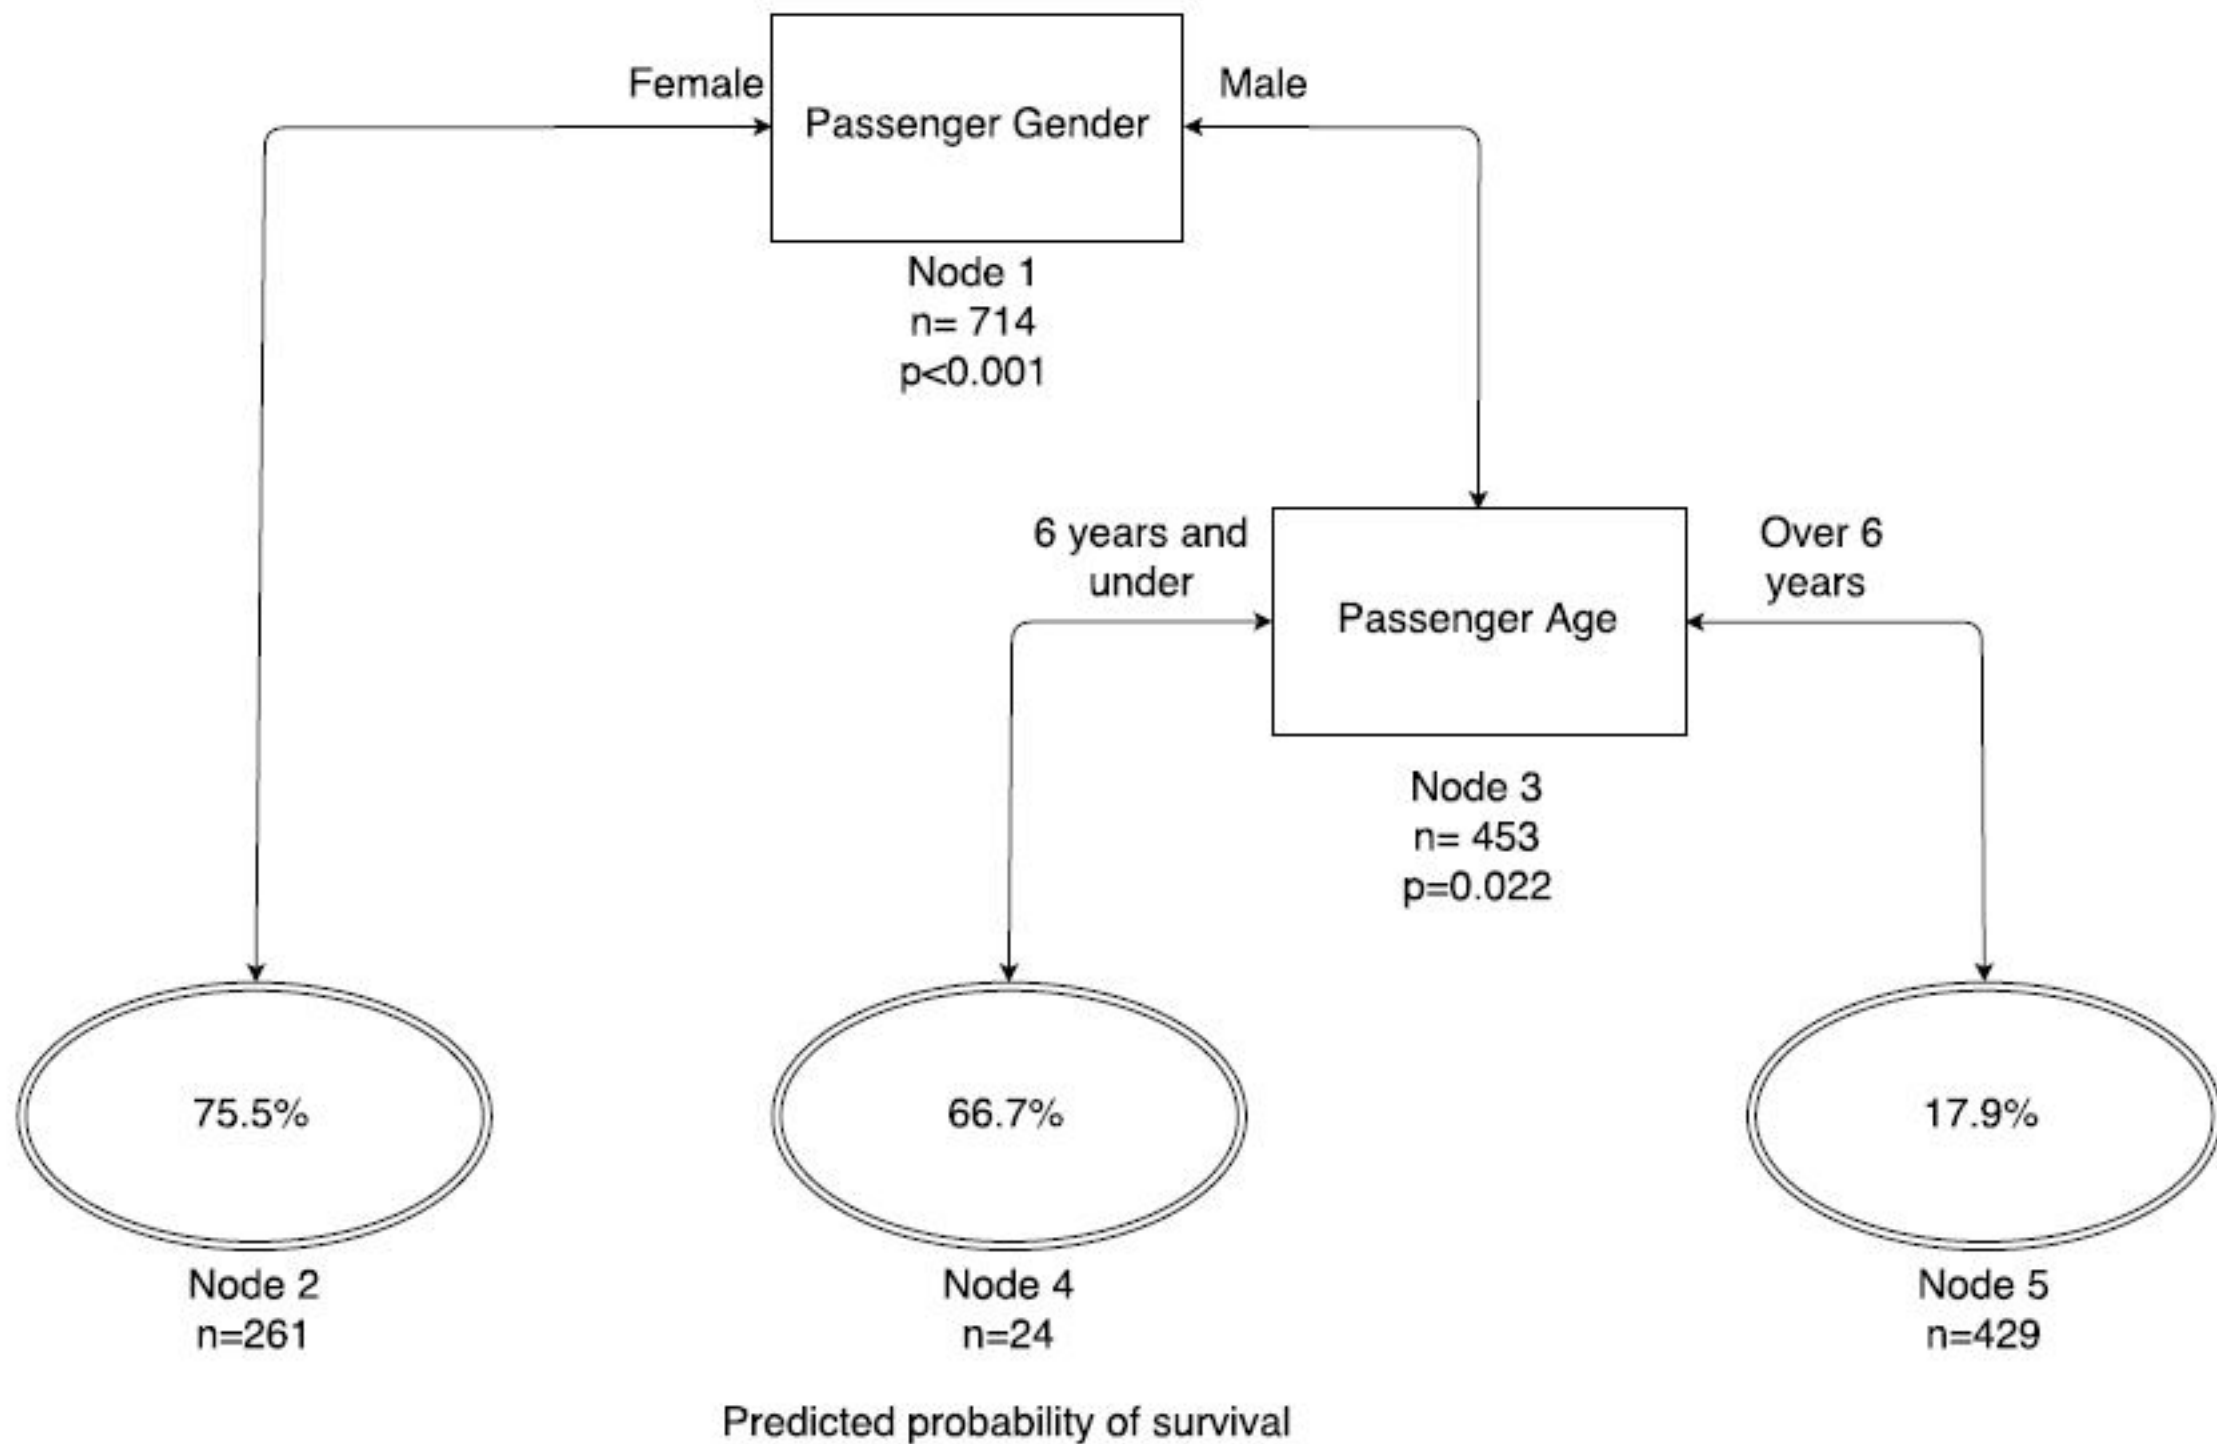 Female
Passenger Gender
Male
Node 1
n= 714
p<0.001
6 years and
under
Passenger Age
Over 6
years
Node 3
n= 453
p=0.022
75.5%
66.7%
17.9%
Node 2
n=261
Node 4
n=24
Node 5
n=429
Predicted probability of survival